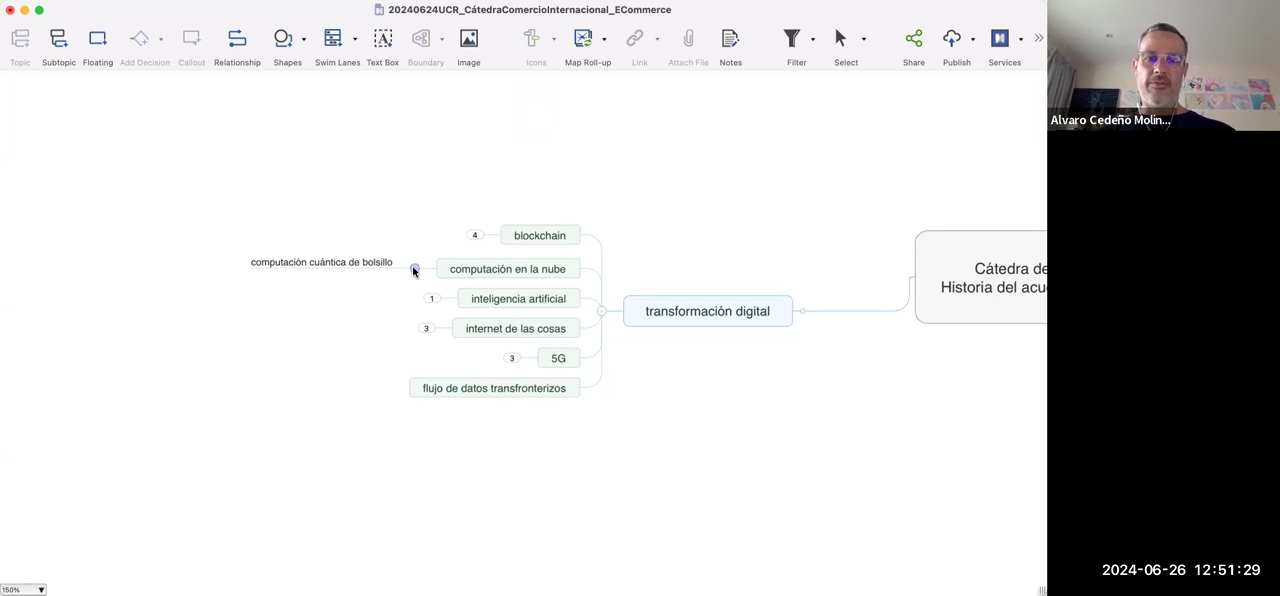 20240624UCR_CátedraComercioInternacional_ECommerce
Topic Subtopic Floating Add Decision Callout Relationship Shapes Swim Lanes Text Box Boundary Image Icons Map Roll-up Link Attach File Notes Filter Select Share Publish Services
Alvaro Cedeño Molin...
4 blockchain
computación cuántica de bolsillo
computación en la nube
1 inteligencia artificial
3 internet de las cosas
3 5G
flujo de datos transfronterizos
transformación digital
Cátedra de
Historia del acu
2024-06-26 12:51:29
150%